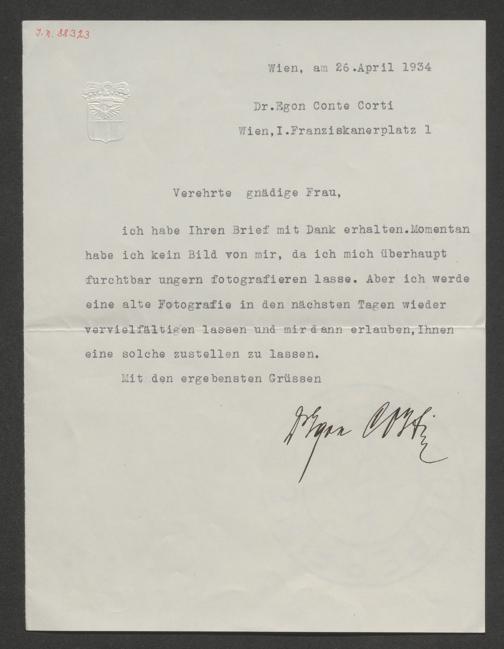 I.N. 88323
Wien, am 26.April 1934
Dr.Egon Conte Corti
Wien,I.Franziskanerplatz 1
Verehrte gnädige Frau,
ich habe Ihren Brief mit Dank erhalten.Momentan
habe ich kein Bild von mir, da ich mich überhaupt
furchtbar ungern fotografieren lasse. Aber ich werde
eine alte Fotografie in den nächsten Tagen wieder
vervielfältigen lassen und mir dann erlauben,Ihnen
eine solche zustellen zu lassen.
Mit den ergebensten Grüssen
Dr Egon Corti